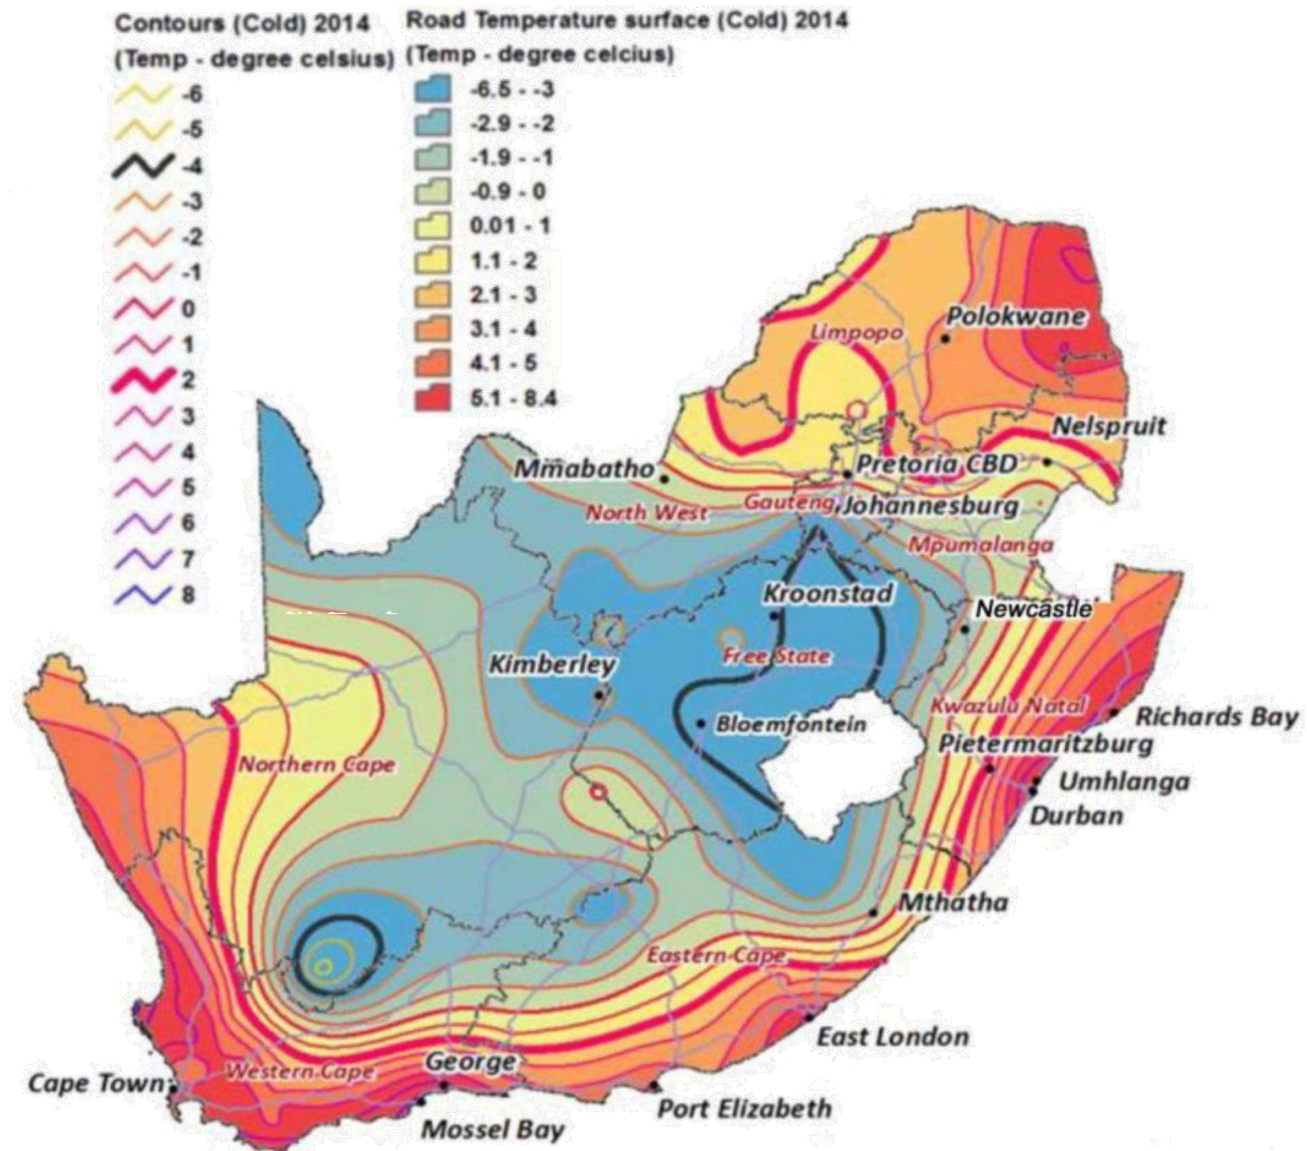 Contours (Cold) 2014
(Temp - degree celsius)
-6
-5
-4
-3
-2
-1
0
1
2
3
4
5
6
7
8
Road Temperature surface (Cold) 2014
(Temp - degree celcius)
-6.5 - -3
-2.9 - -2
-1.9 - -1
-0.9 - 0
0.01 - 1
1.1 - 2
2.1 - 3
3.1 - 4
4.1 - 5
5.1 - 8.4
Polokwane
Limpopo
Nelspruit
Mmabatho
Pretoria CBD
North West
Gauteng
Johannesburg
Mpumalanga
Kroonstad
Newcastle
Kimberley
Free State
Kwazulu Natal
Bloemfontein
Richards Bay
Pietermaritzburg
Northern Cape
Umhlanga
Durban
Mthatha
Eastern Cape
East London
George
Western Cape
Cape Town
Port Elizabeth
Mossel Bay